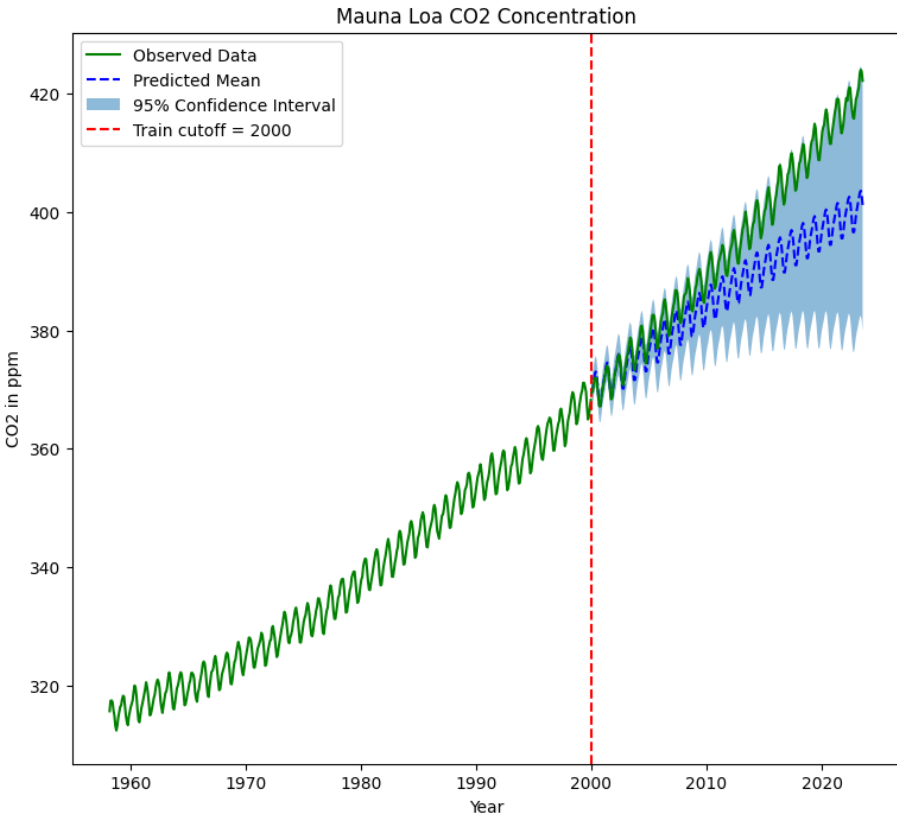 Mauna Loa CO2 Concentration
Observed Data
Predicted Mean
95% Confidence Interval
Train cutoff = 2000
420
400
380
360
340
320
CO2 in ppm
1960 1970 1980 1990 2000 2010 2020
Year